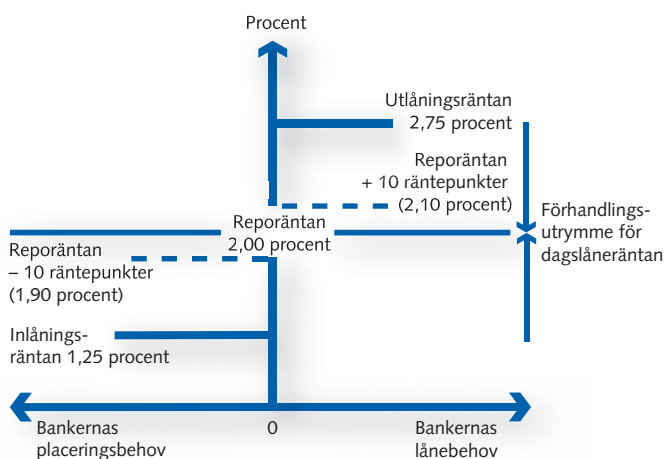 Procent
Utlåningsräntan
2,75 procent
Reporäntan
+ 10 räntepunkter
(2,10 procent)
Förhandlings-
utrymme för
dagslåneräntan
Reporäntan
2,00 procent
Reporäntan
– 10 räntepunkter
(1,90 procent)
Inlånings-
räntan 1,25 procent
Bankernas
placeringsbehov
0
Bankernas
lånebehov